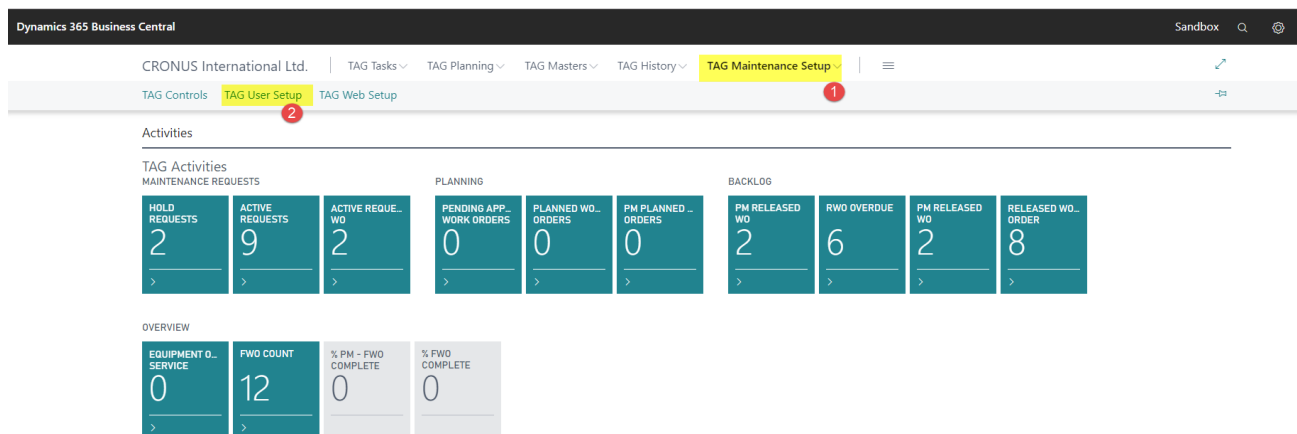 Dynamics 365 Business Central Sandbox
CRONUS International Ltd. TAG Tasks TAG Planning TAG Masters TAG History TAG Maintenance Setup
1
TAG Controls TAG User Setup TAG Web Setup
2
Activities
TAG Activities
MAINTENANCE REQUESTS PLANNING BACKLOG
HOLD REQUESTS
2
ACTIVE REQUESTS
9
ACTIVE REQUE... WO
2
PENDING APP... WORK ORDERS
0
PLANNED WO... ORDERS
0
PM PLANNED ... ORDERS
0
PM RELEASED WO
2
RWO OVERDUE
6
PM RELEASED WO
2
RELEASED WO... ORDER
8
OVERVIEW
EQUIPMENT O... SERVICE
0
FWO COUNT
12
% PM - FWO COMPLETE
0
% FWO COMPLETE
0